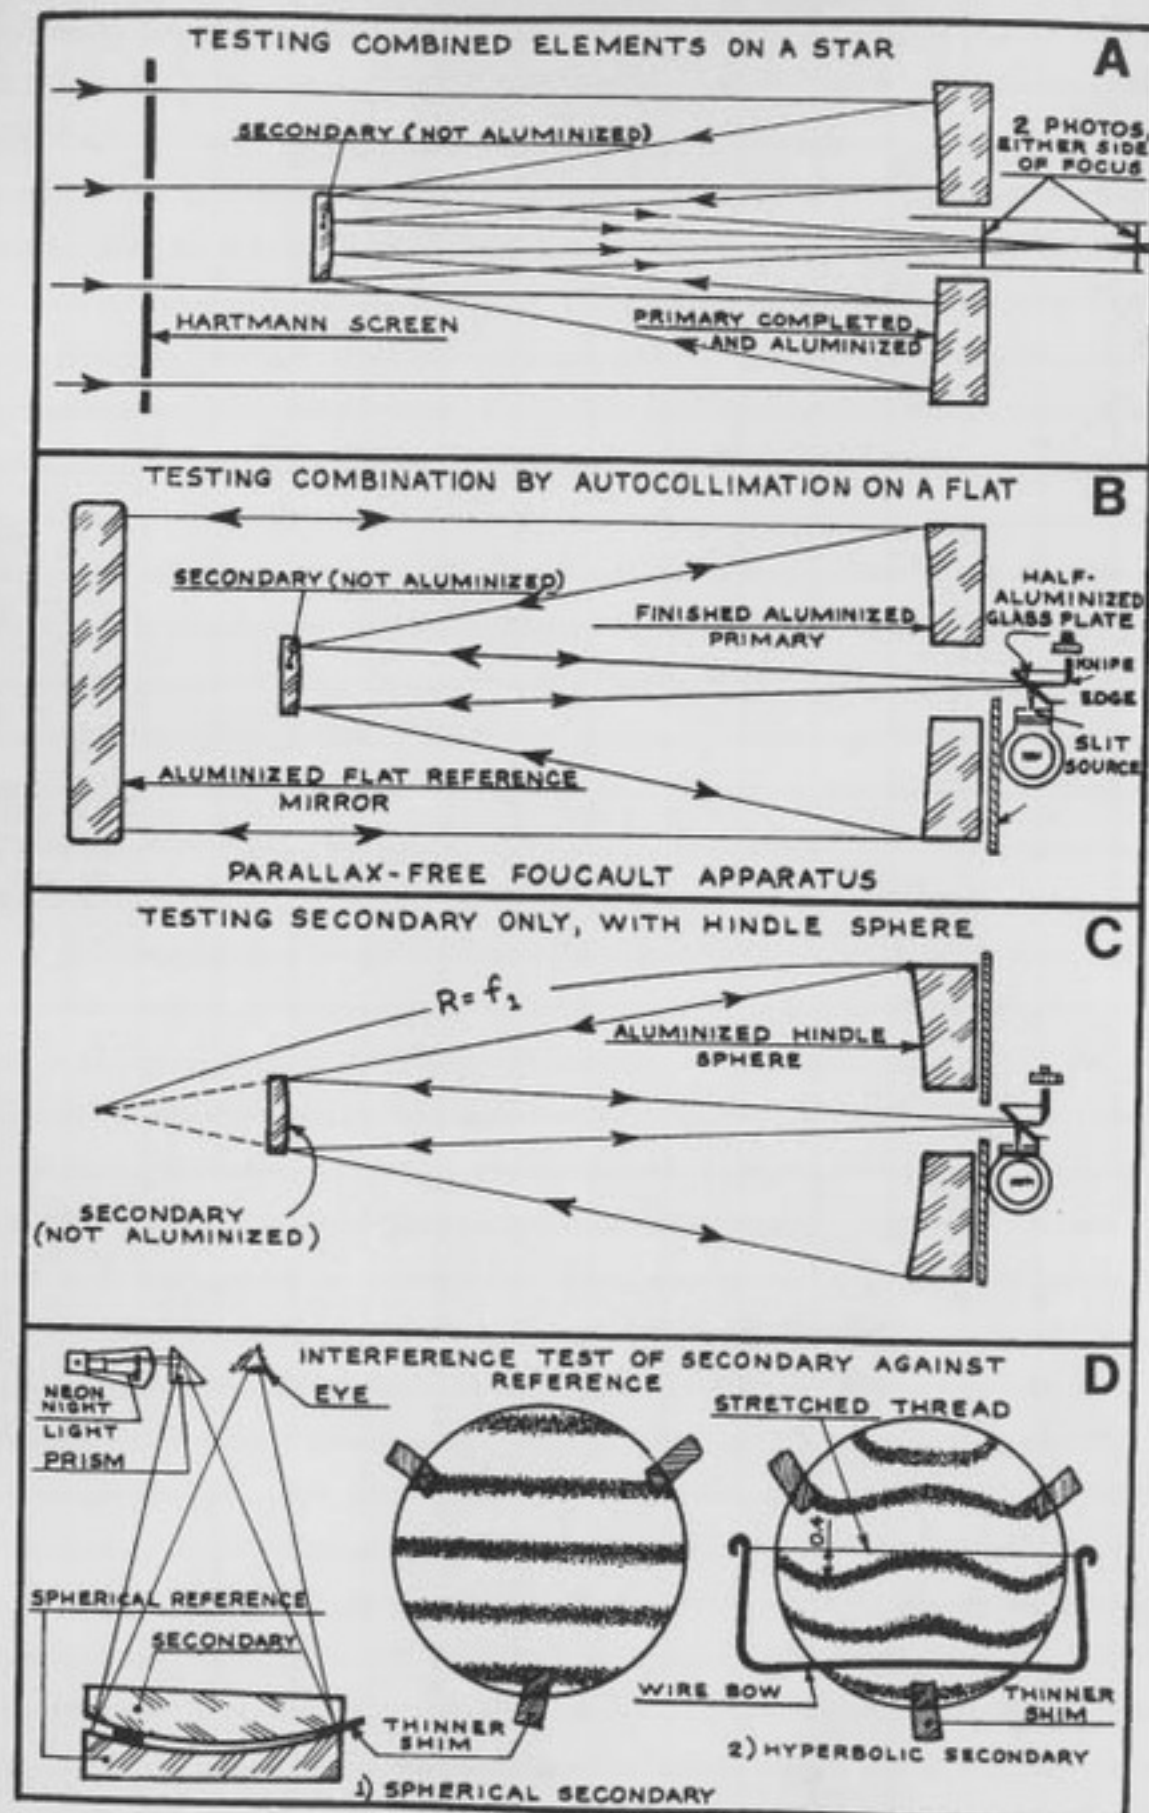 TESTING COMBINED ELEMENTS ON A STAR
A
SECONDARY (NOT ALUMINIZED)
2 PHOTOS,
EITHER SIDE
OF FOCUS
HARTMANN SCREEN
PRIMARY COMPLETED
AND ALUMINIZED
TESTING COMBINATION BY AUTOCOLLIMATION ON A FLAT
B
SECONDARY (NOT ALUMINIZED)
FINISHED ALUMINIZED
PRIMARY
HALF-
ALUMINIZED
GLASS PLATE
KNIFE
EDGE
SLIT
SOURCE
ALUMINIZED FLAT REFERENCE
MIRROR
PARALLAX-FREE FOUCAULT APPARATUS
TESTING SECONDARY ONLY, WITH HINDLE SPHERE
C
R=f1
ALUMINIZED HINDLE
SPHERE
SECONDARY
(NOT ALUMINIZED)
INTERFERENCE TEST OF SECONDARY AGAINST
REFERENCE
D
NEON
NIGHT
LIGHT
PRISM
EYE
STRETCHED THREAD
0.4
SPHERICAL REFERENCE
SECONDARY
THINNER
SHIM
WIRE BOW
THINNER
SHIM
1) SPHERICAL SECONDARY
2) HYPERBOLIC SECONDARY